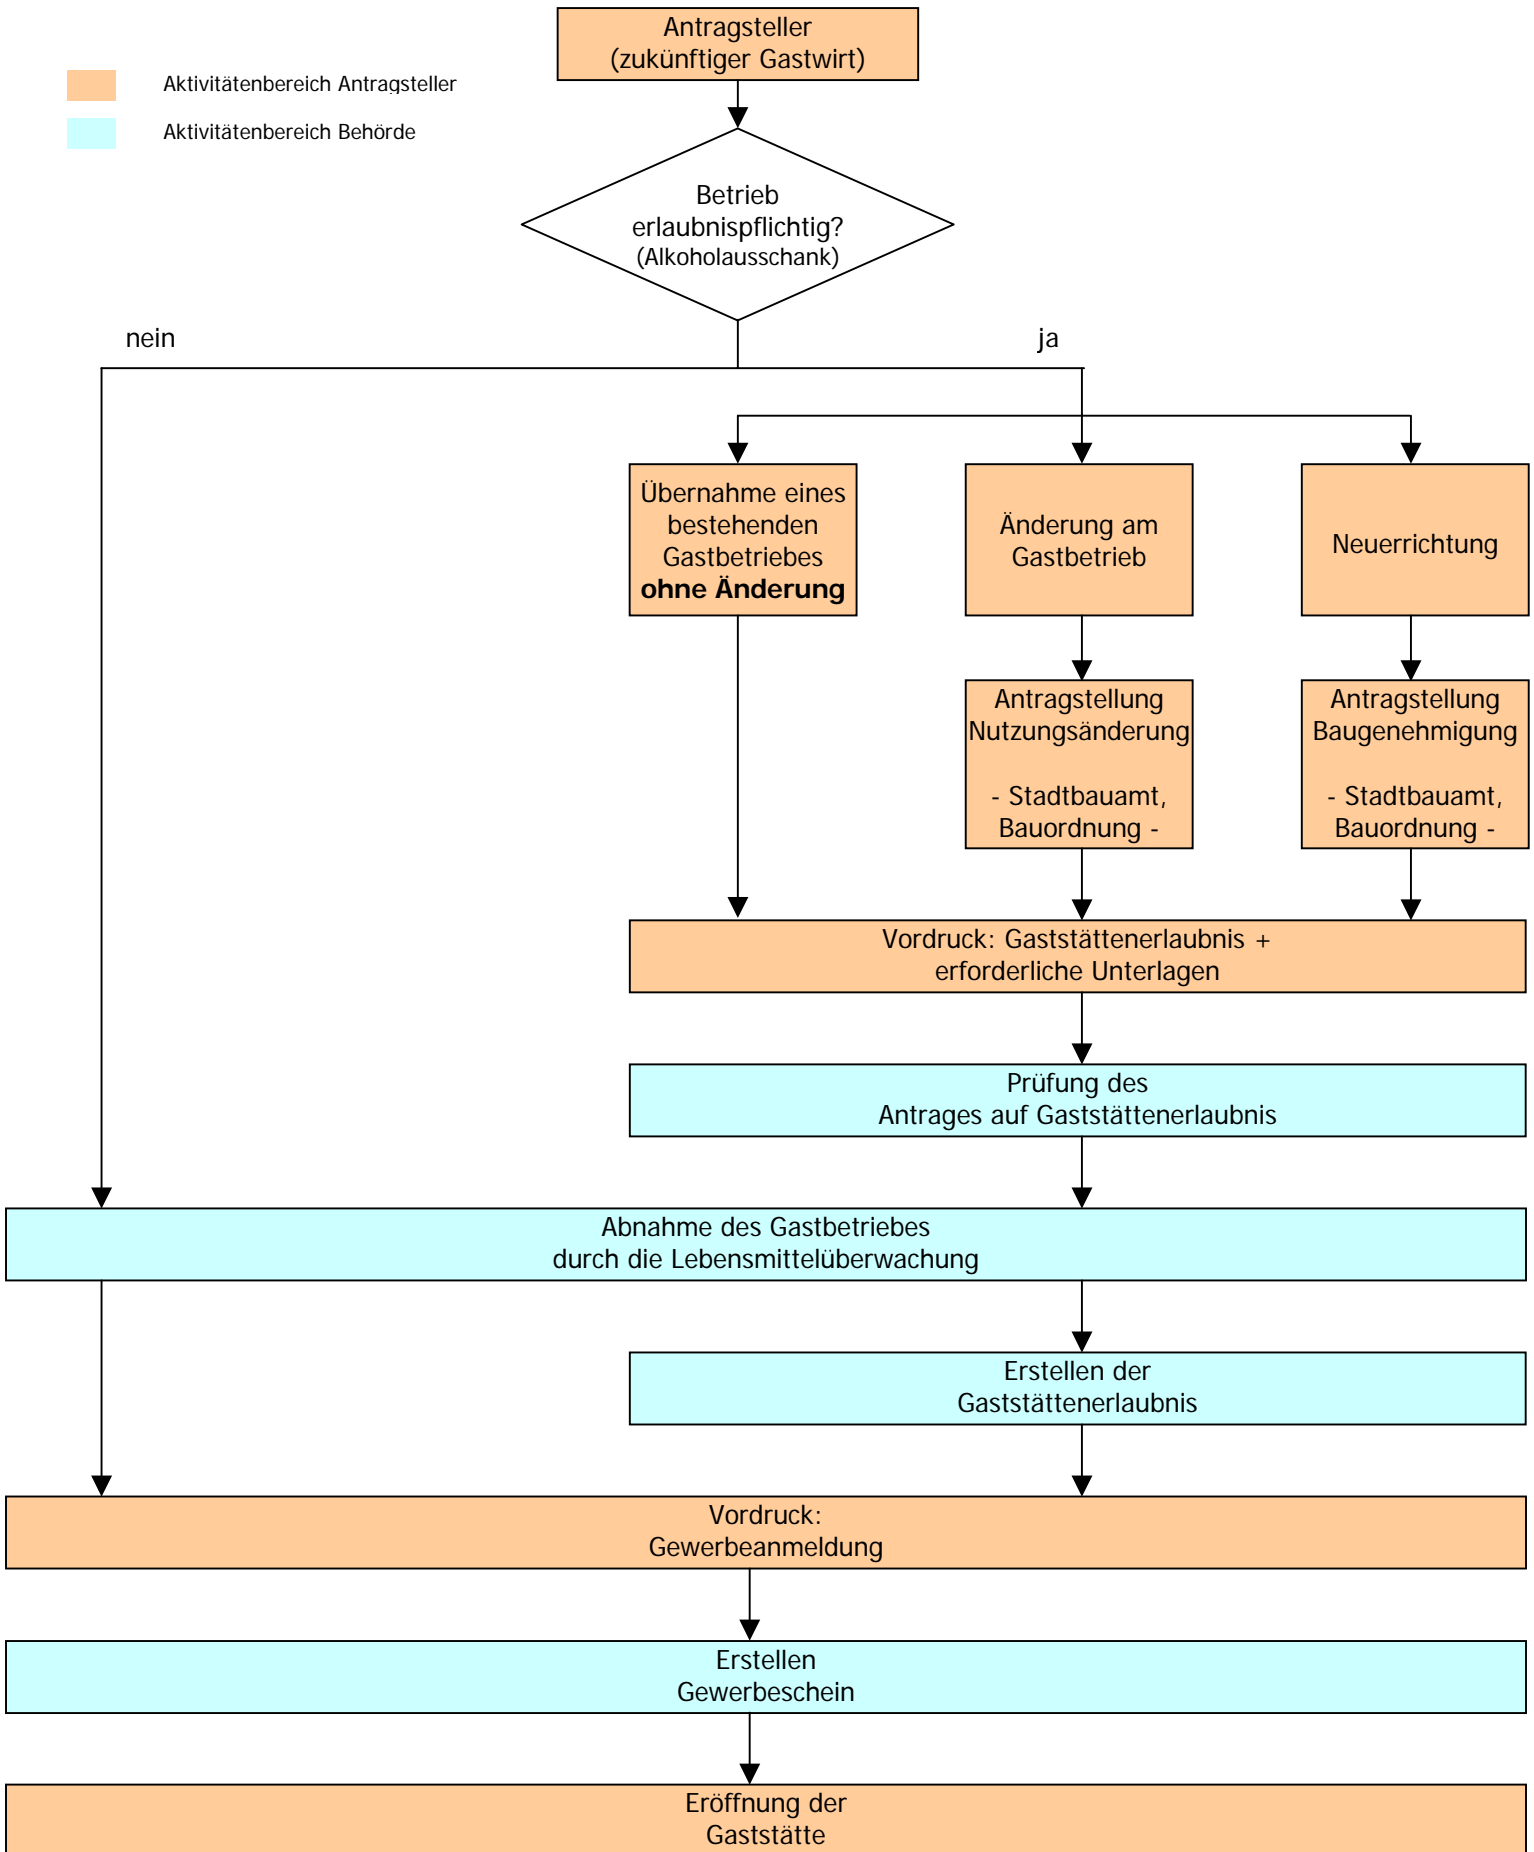 Antragsteller
(zukünftiger Gastwirt)
Aktivitätenbereich Antragsteller
Aktivitätenbereich Behörde
Betrieb
erlaubnispflichtig?
(Alkoholausschank)
nein
ja
Übernahme eines
bestehenden
Gastbetriebes
ohne Änderung
Änderung am
Gastbetrieb
Neuerrichtung
Antragstellung
Nutzungsänderung
- Stadtbauamt,
Bauordnung -
Antragstellung
Baugenehmigung
- Stadtbauamt,
Bauordnung -
Vordruck: Gaststättenerlaubnis +
erforderliche Unterlagen
Prüfung des
Antrages auf Gaststättenerlaubnis
Abnahme des Gastbetriebes
durch die Lebensmittelüberwachung
Erstellen der
Gaststättenerlaubnis
Vordruck:
Gewerbeanmeldung
Erstellen
Gewerbeschein
Eröffnung der
Gaststätte